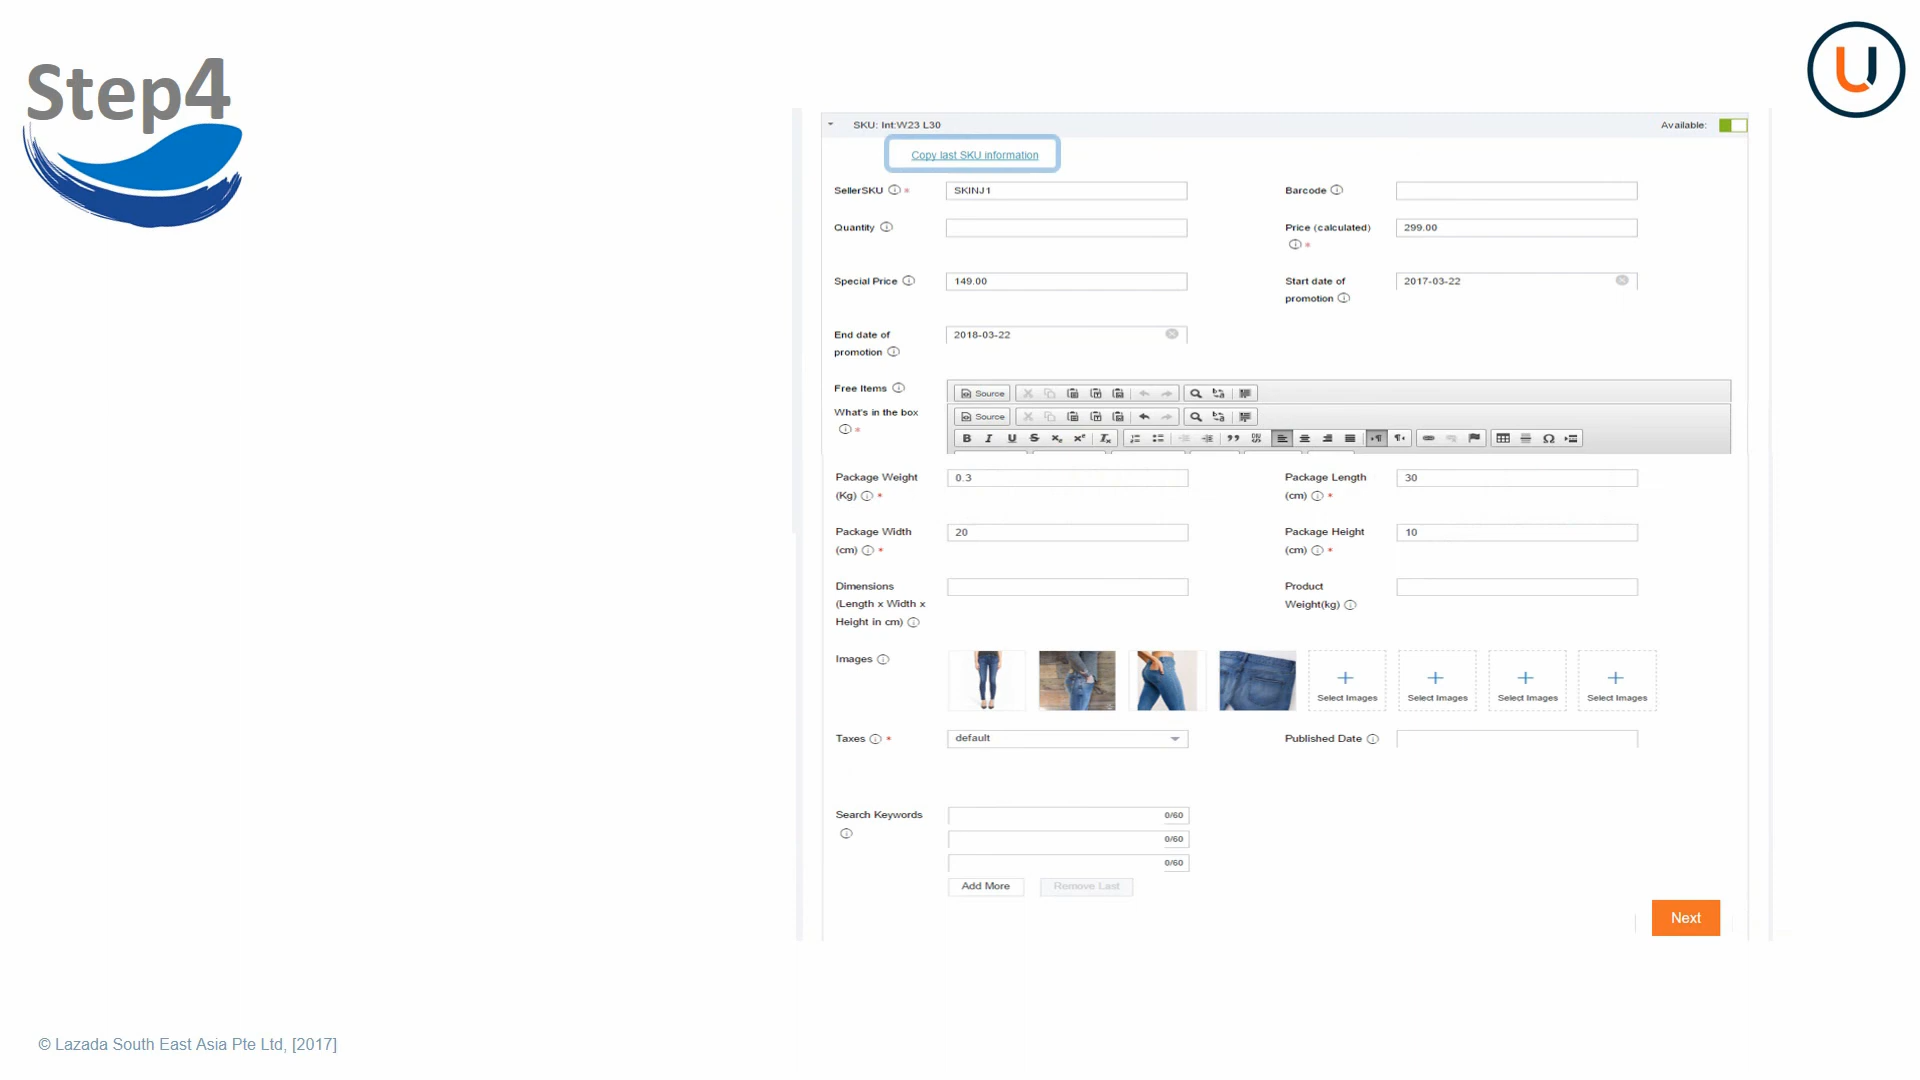 Step4
SKU: Int:W23 L30
Available:
Copy last SKU information
SellerSKU * SKINJ1
Barcode
Quantity
Price (calculated) * 299.00
Special Price 149.00
Start date of promotion 2017-03-22
End date of promotion 2018-03-22
Free Items
Source
What's in the box *
Source
Package Weight (Kg) * 0.3
Package Length (cm) * 30
Package Width (cm) * 20
Package Height (cm) * 10
Dimensions (Length x Width x Height in cm)
Product Weight(kg)
Images
Select Images
Select Images
Select Images
Select Images
Taxes * default
Published Date
Search Keywords
0/60
0/60
0/60
Add More
Remove Last
Next
© Lazada South East Asia Pte Ltd, [2017]